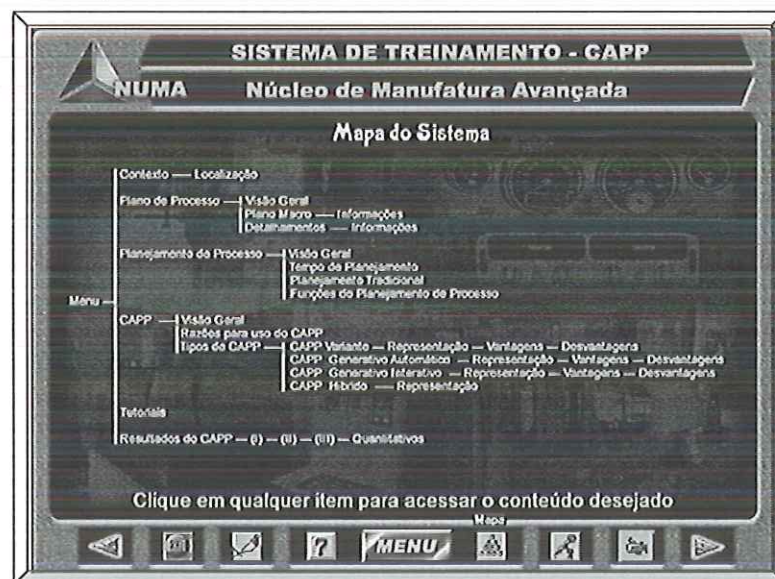 SISTEMA DE TREINAMENTO - CAPP
NUMA Núcleo de Manufatura Avançada
Mapa do Sistema
Contexto — Localização
Plano de Processo — Visão Geral
Plano Macro — Informações
Detalhamentos — Informações
Planejamento de Processo — Visão Geral
Tempo de Planejamento
Planejamento Tradicional
Funções do Planejamento de Processo
Menu
CAPP — Visão Geral
Razões para uso do CAPP
Tipos de CAPP — CAPP Variante — Representação — Vantagens — Desvantagens
CAPP Generativo Automático — Representação — Vantagens — Desvantagens
CAPP Generativo Interativo — Representação — Vantagens — Desvantagens
CAPP Híbrido — Representação
Tutoriais
Resultados do CAPP — (I) — (II) — (III) — Quantitativos
Clique em qualquer ítem para acessar o conteúdo desejado
Mapa
? MENU